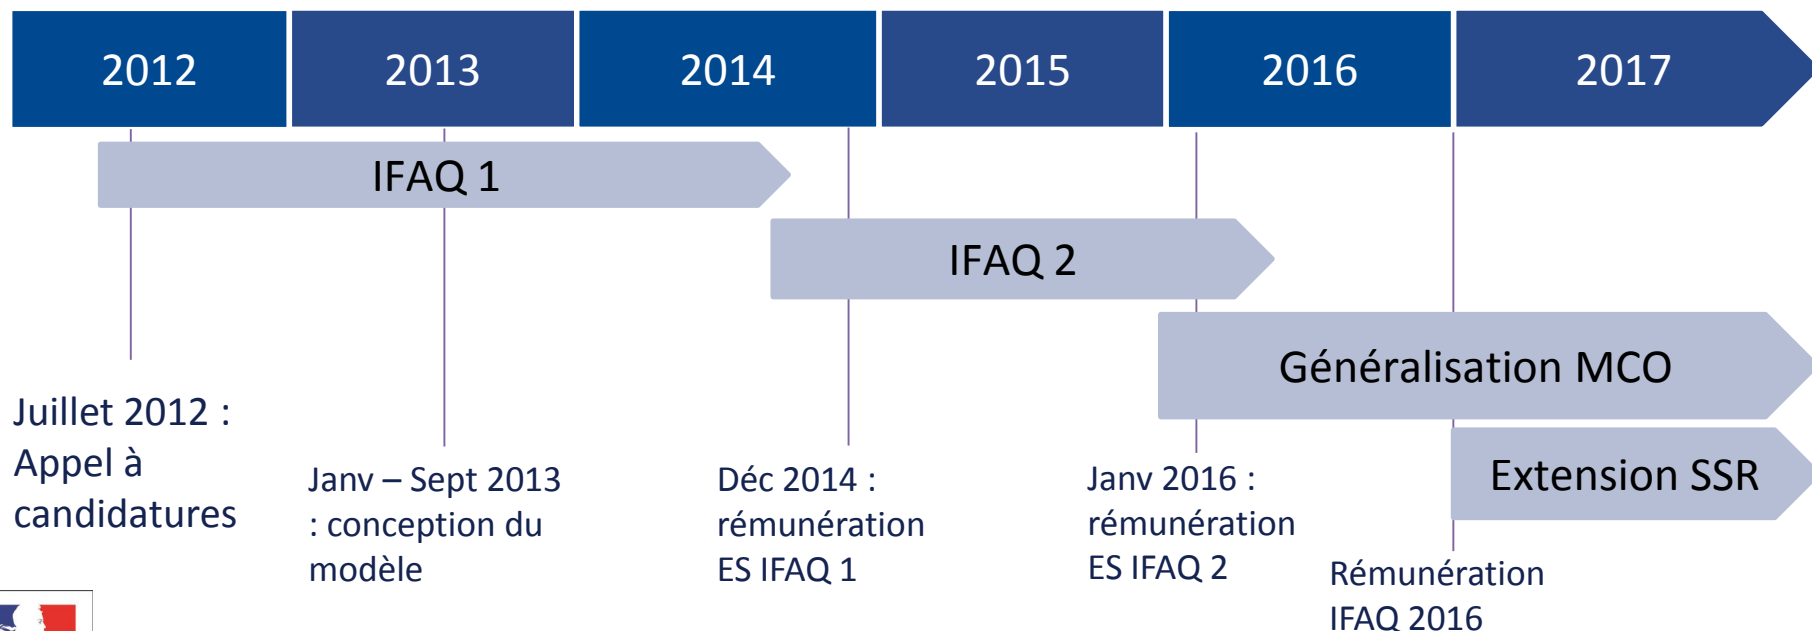 2012 2013 2014 2015 2016 2017
IFAQ 1
IFAQ 2
Généralisation MCO
Extension SSR
Juillet 2012 :
Appel à
candidatures
Janv – Sept 2013
: conception du
modèle
Déc 2014 :
rémunération
ES IFAQ 1
Janv 2016 :
rémunération
ES IFAQ 2
Rémunération
IFAQ 2016